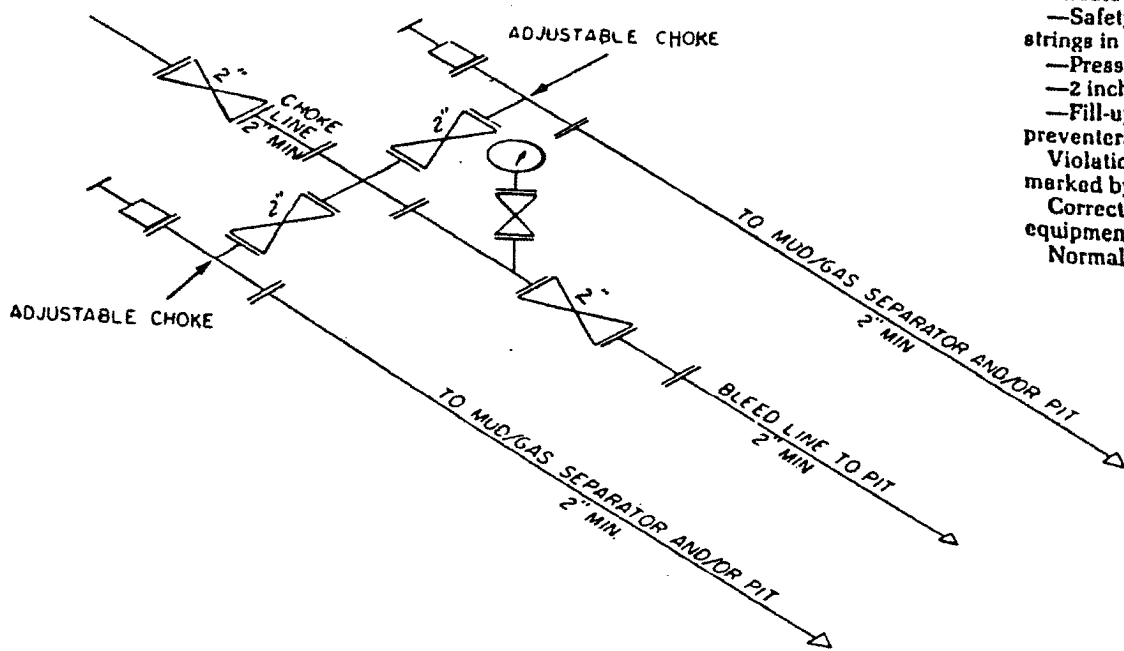 ADJUSTABLE CHOKE
2"
CHOKE
LINE
2" MIN
2"
2"
ADJUSTABLE CHOKE
2"
TO MUD/GAS SEPARATOR AND/OR PIT
2" MIN
BLEED LINE TO PIT
2" MIN
TO MUD/GAS SEPARATOR AND/OR PIT
2" MIN.
—Safety
strings in
—Press
—2 inch
—Fill-up
preventer
Violatio
marked by
Correct
equipmen
Normal